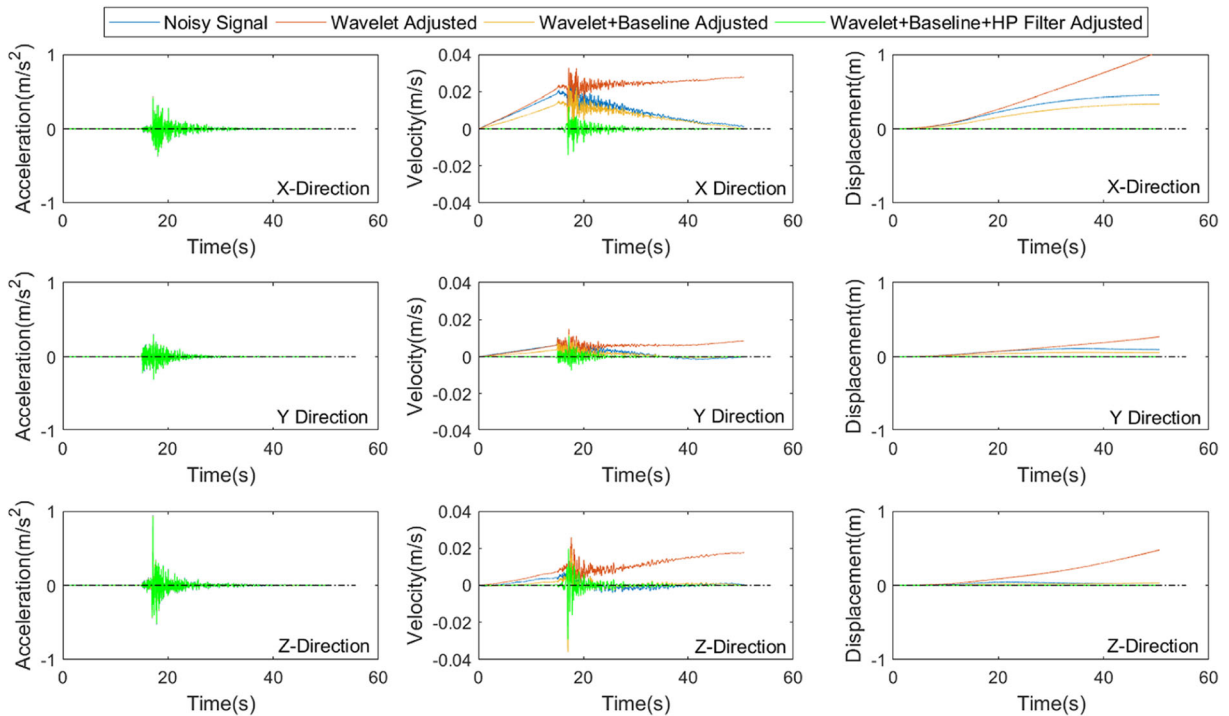 Noisy Signal Wavelet Adjusted Wavelet+Baseline Adjusted Wavelet+Baseline+HP Filter Adjusted
Acceleration(m/s²)
1
0
-1
X-Direction
0 20 40 60
Time(s)
Velocity(m/s)
0.04
0.02
0
-0.02
-0.04
X Direction
0 20 40 60
Time(s)
Displacement(m)
1
0
-1
X-Direction
0 20 40 60
Time(s)
Acceleration(m/s²)
1
0
-1
Y Direction
0 20 40 60
Time(s)
Velocity(m/s)
0.04
0.02
0
-0.02
-0.04
Y Direction
0 20 40 60
Time(s)
Displacement(m)
1
0
-1
Y Direction
0 20 40 60
Time(s)
Acceleration(m/s²)
1
0
-1
Z-Direction
0 20 40 60
Time(s)
Velocity(m/s)
0.04
0.02
0
-0.02
-0.04
Z-Direction
0 20 40 60
Time(s)
Displacement(m)
1
0
-1
Z-Direction
0 20 40 60
Time(s)